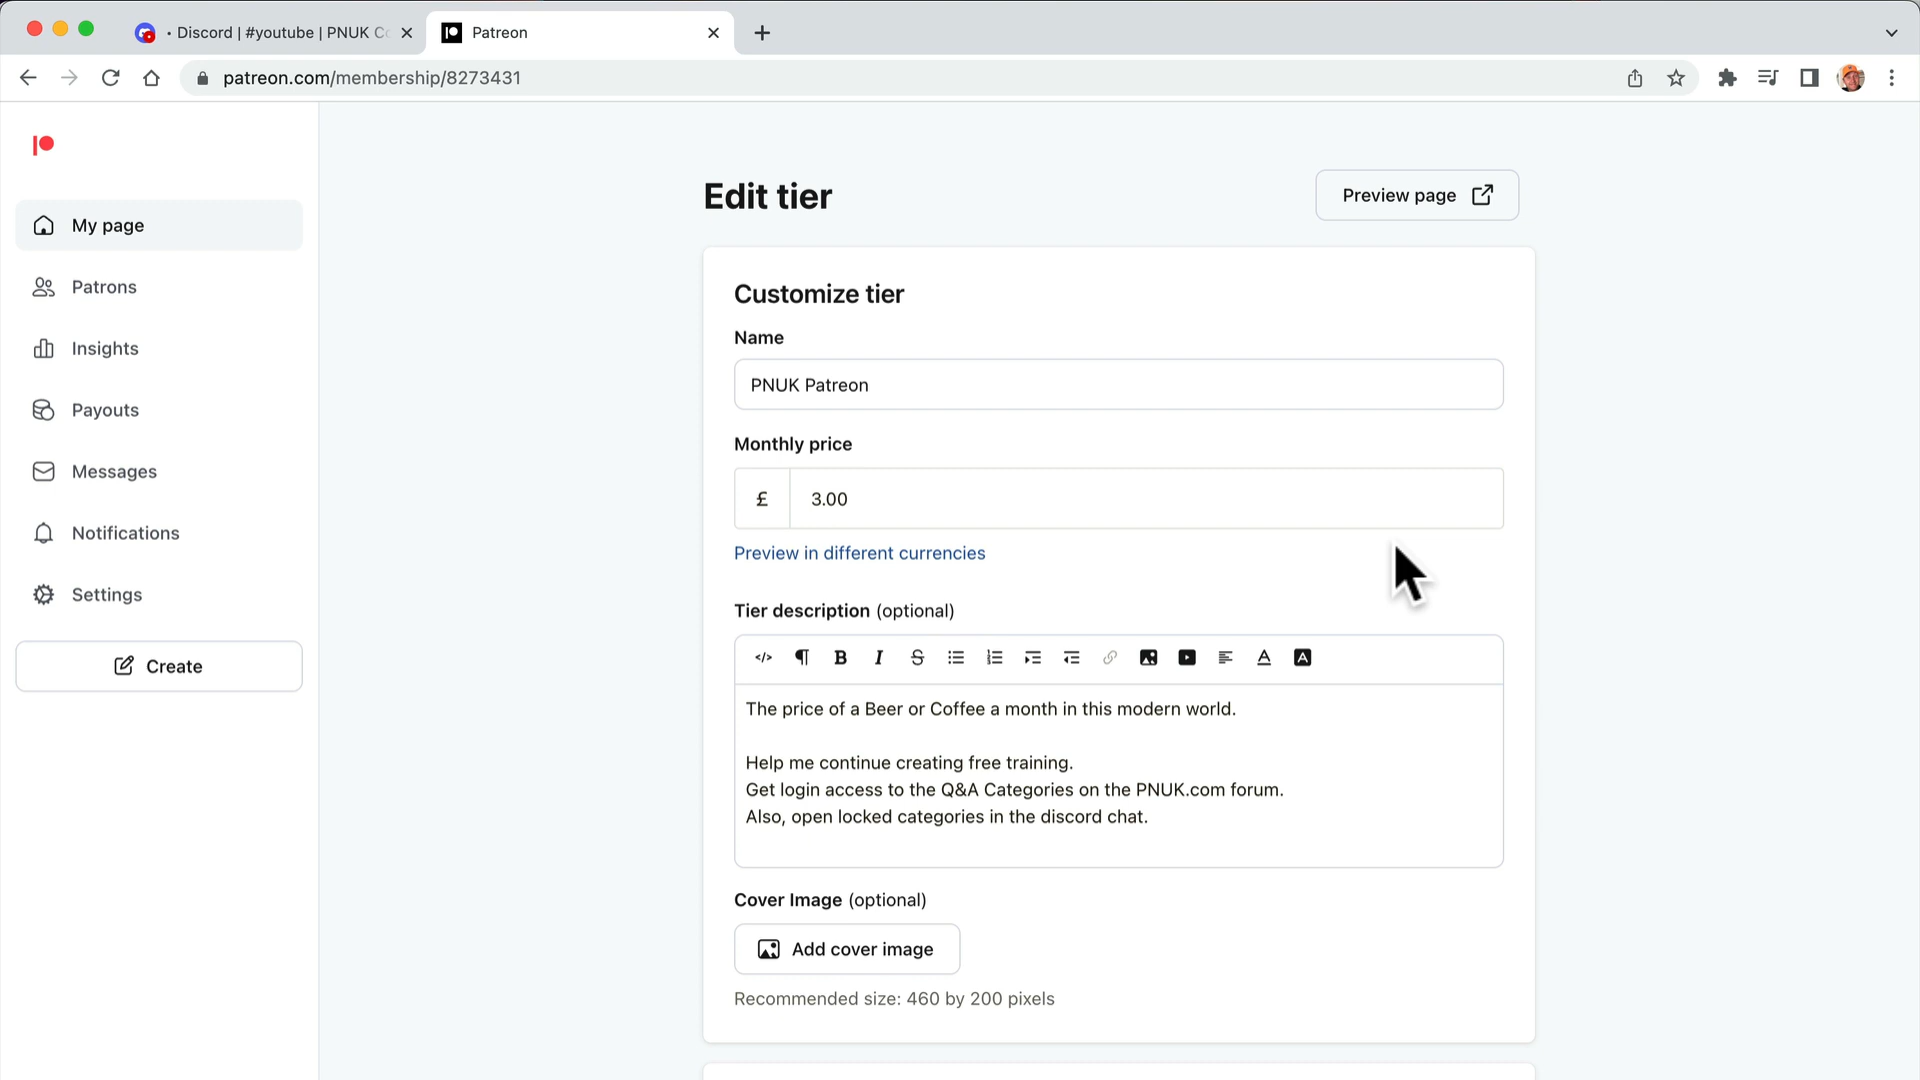 • Discord | #youtube | PNUK Co
Patreon
patreon.com/membership/8273431
My page
Patrons
Insights
Payouts
Messages
Notifications
Settings
Create
Edit tier
Preview page
Customize tier
Name
PNUK Patreon
Monthly price
£ 3.00
Preview in different currencies
Tier description (optional)
The price of a Beer or Coffee a month in this modern world.
Help me continue creating free training.
Get login access to the Q&A Categories on the PNUK.com forum.
Also, open locked categories in the discord chat.
Cover Image (optional)
Add cover image
Recommended size: 460 by 200 pixels